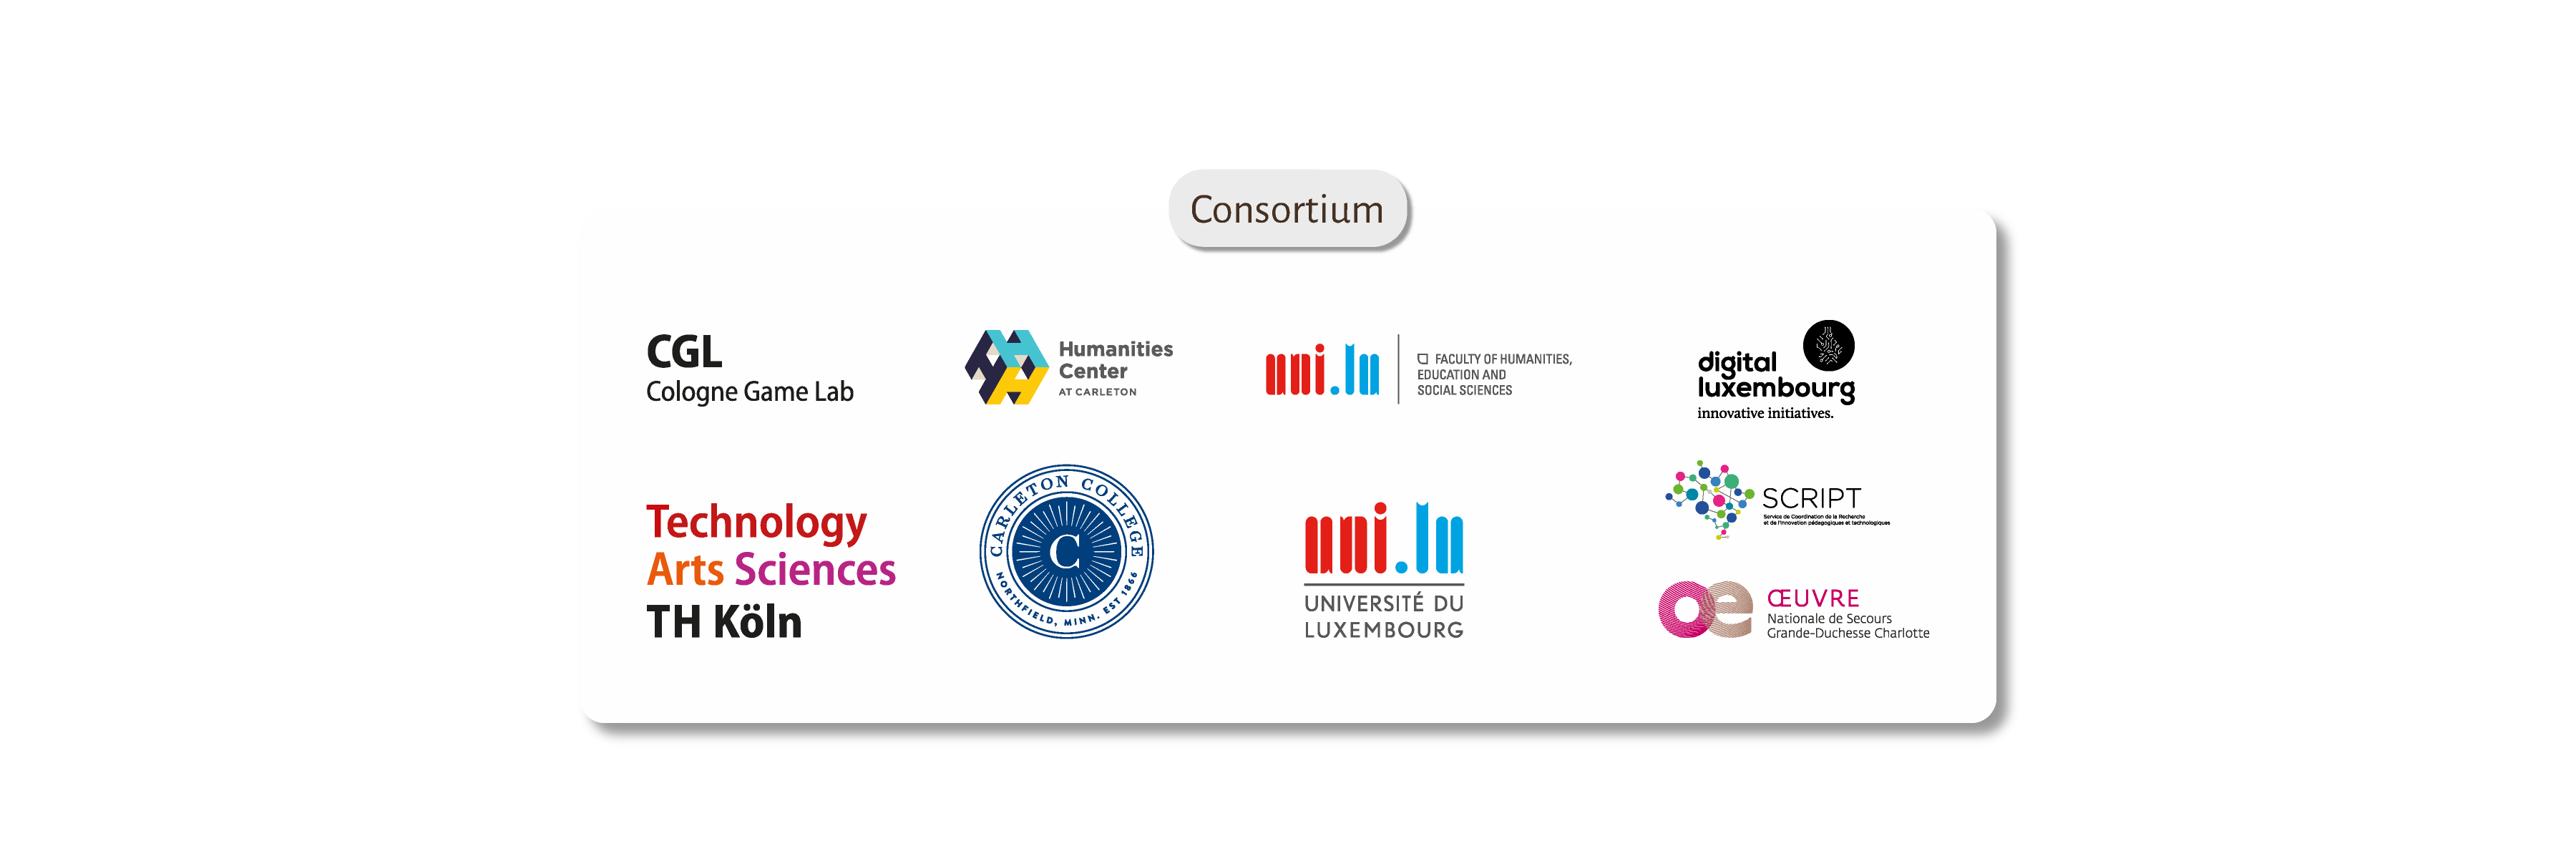 Consortium
CGL
Cologne Game Lab
Humanities
Center
AT CARLETON
uni.lu
FACULTY OF HUMANITIES,
EDUCATION AND
SOCIAL SCIENCES
digital
luxembourg
innovative initiatives.
Technology
Arts Sciences
TH Köln
CARLETON COLLEGE
C
NORTHFIELD, MINN. EST 1866
uni.lu
UNIVERSITÉ DU
LUXEMBOURG
SCRIPT
Service de Coordination de la Recherche
et de l'Innovation pédagogiques et technologiques
oe
ŒUVRE
Nationale de Secours
Grande-Duchesse Charlotte